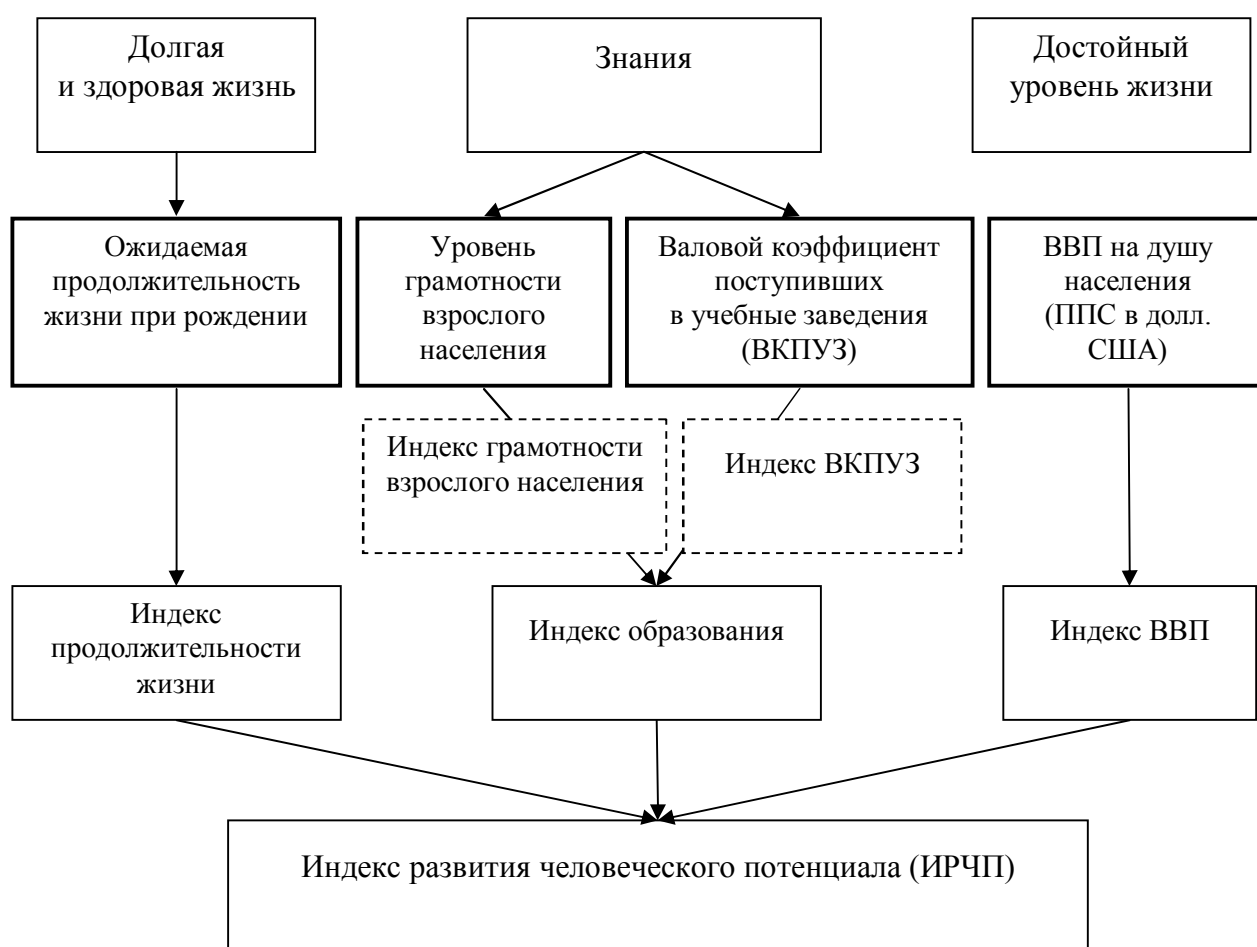 Долгая
и здоровая жизнь
Знания
Достойный
уровень жизни
Ожидаемая
продолжительность
жизни при рождении
Уровень
грамотности
взрослого
населения
Валовой коэффициент
поступивших
в учебные заведения
(ВКПУЗ)
ВВП на душу
населения
(ППС в долл.
США)
Индекс грамотности
взрослого населения
Индекс ВКПУЗ
Индекс
продолжительности
жизни
Индекс образования
Индекс ВВП
Индекс развития человеческого потенциала (ИРЧП)